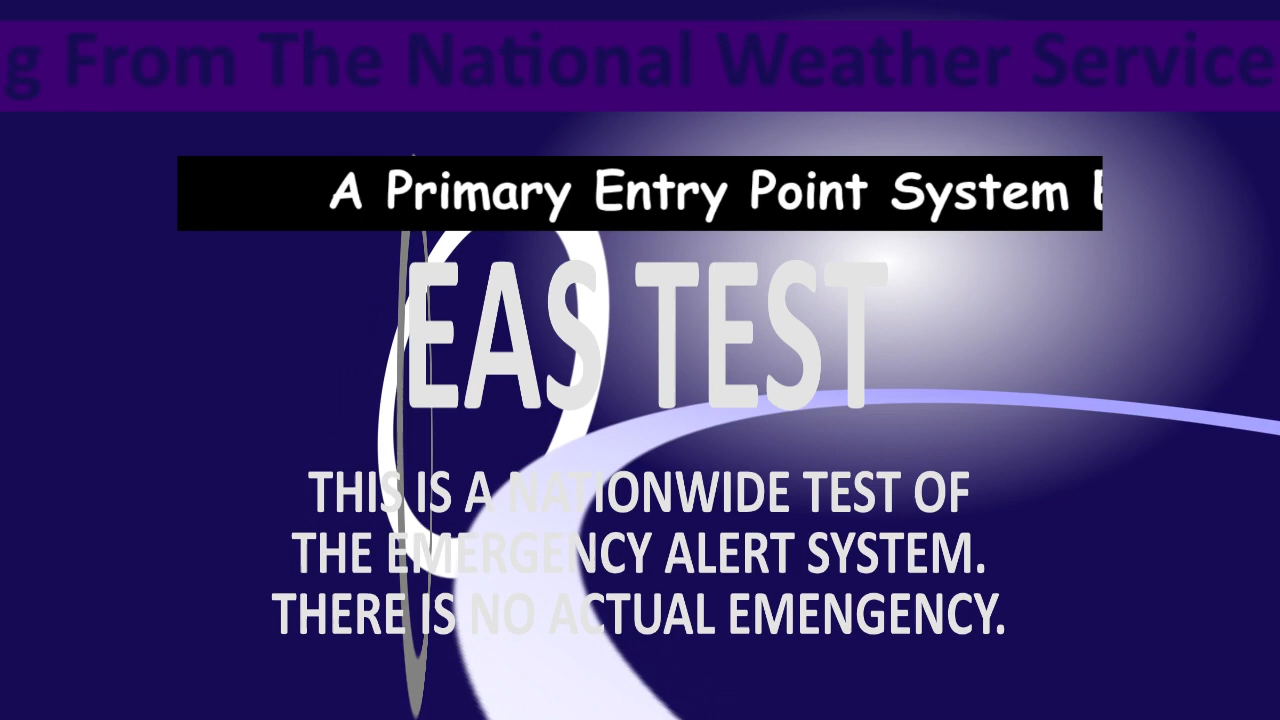 From The National Weather Service
A Primary Entry Point System
EAS TEST
THIS IS A NATIONWIDE TEST OF
THE EMERGENCY ALERT SYSTEM.
THERE IS NO ACTUAL EMENGENCY.